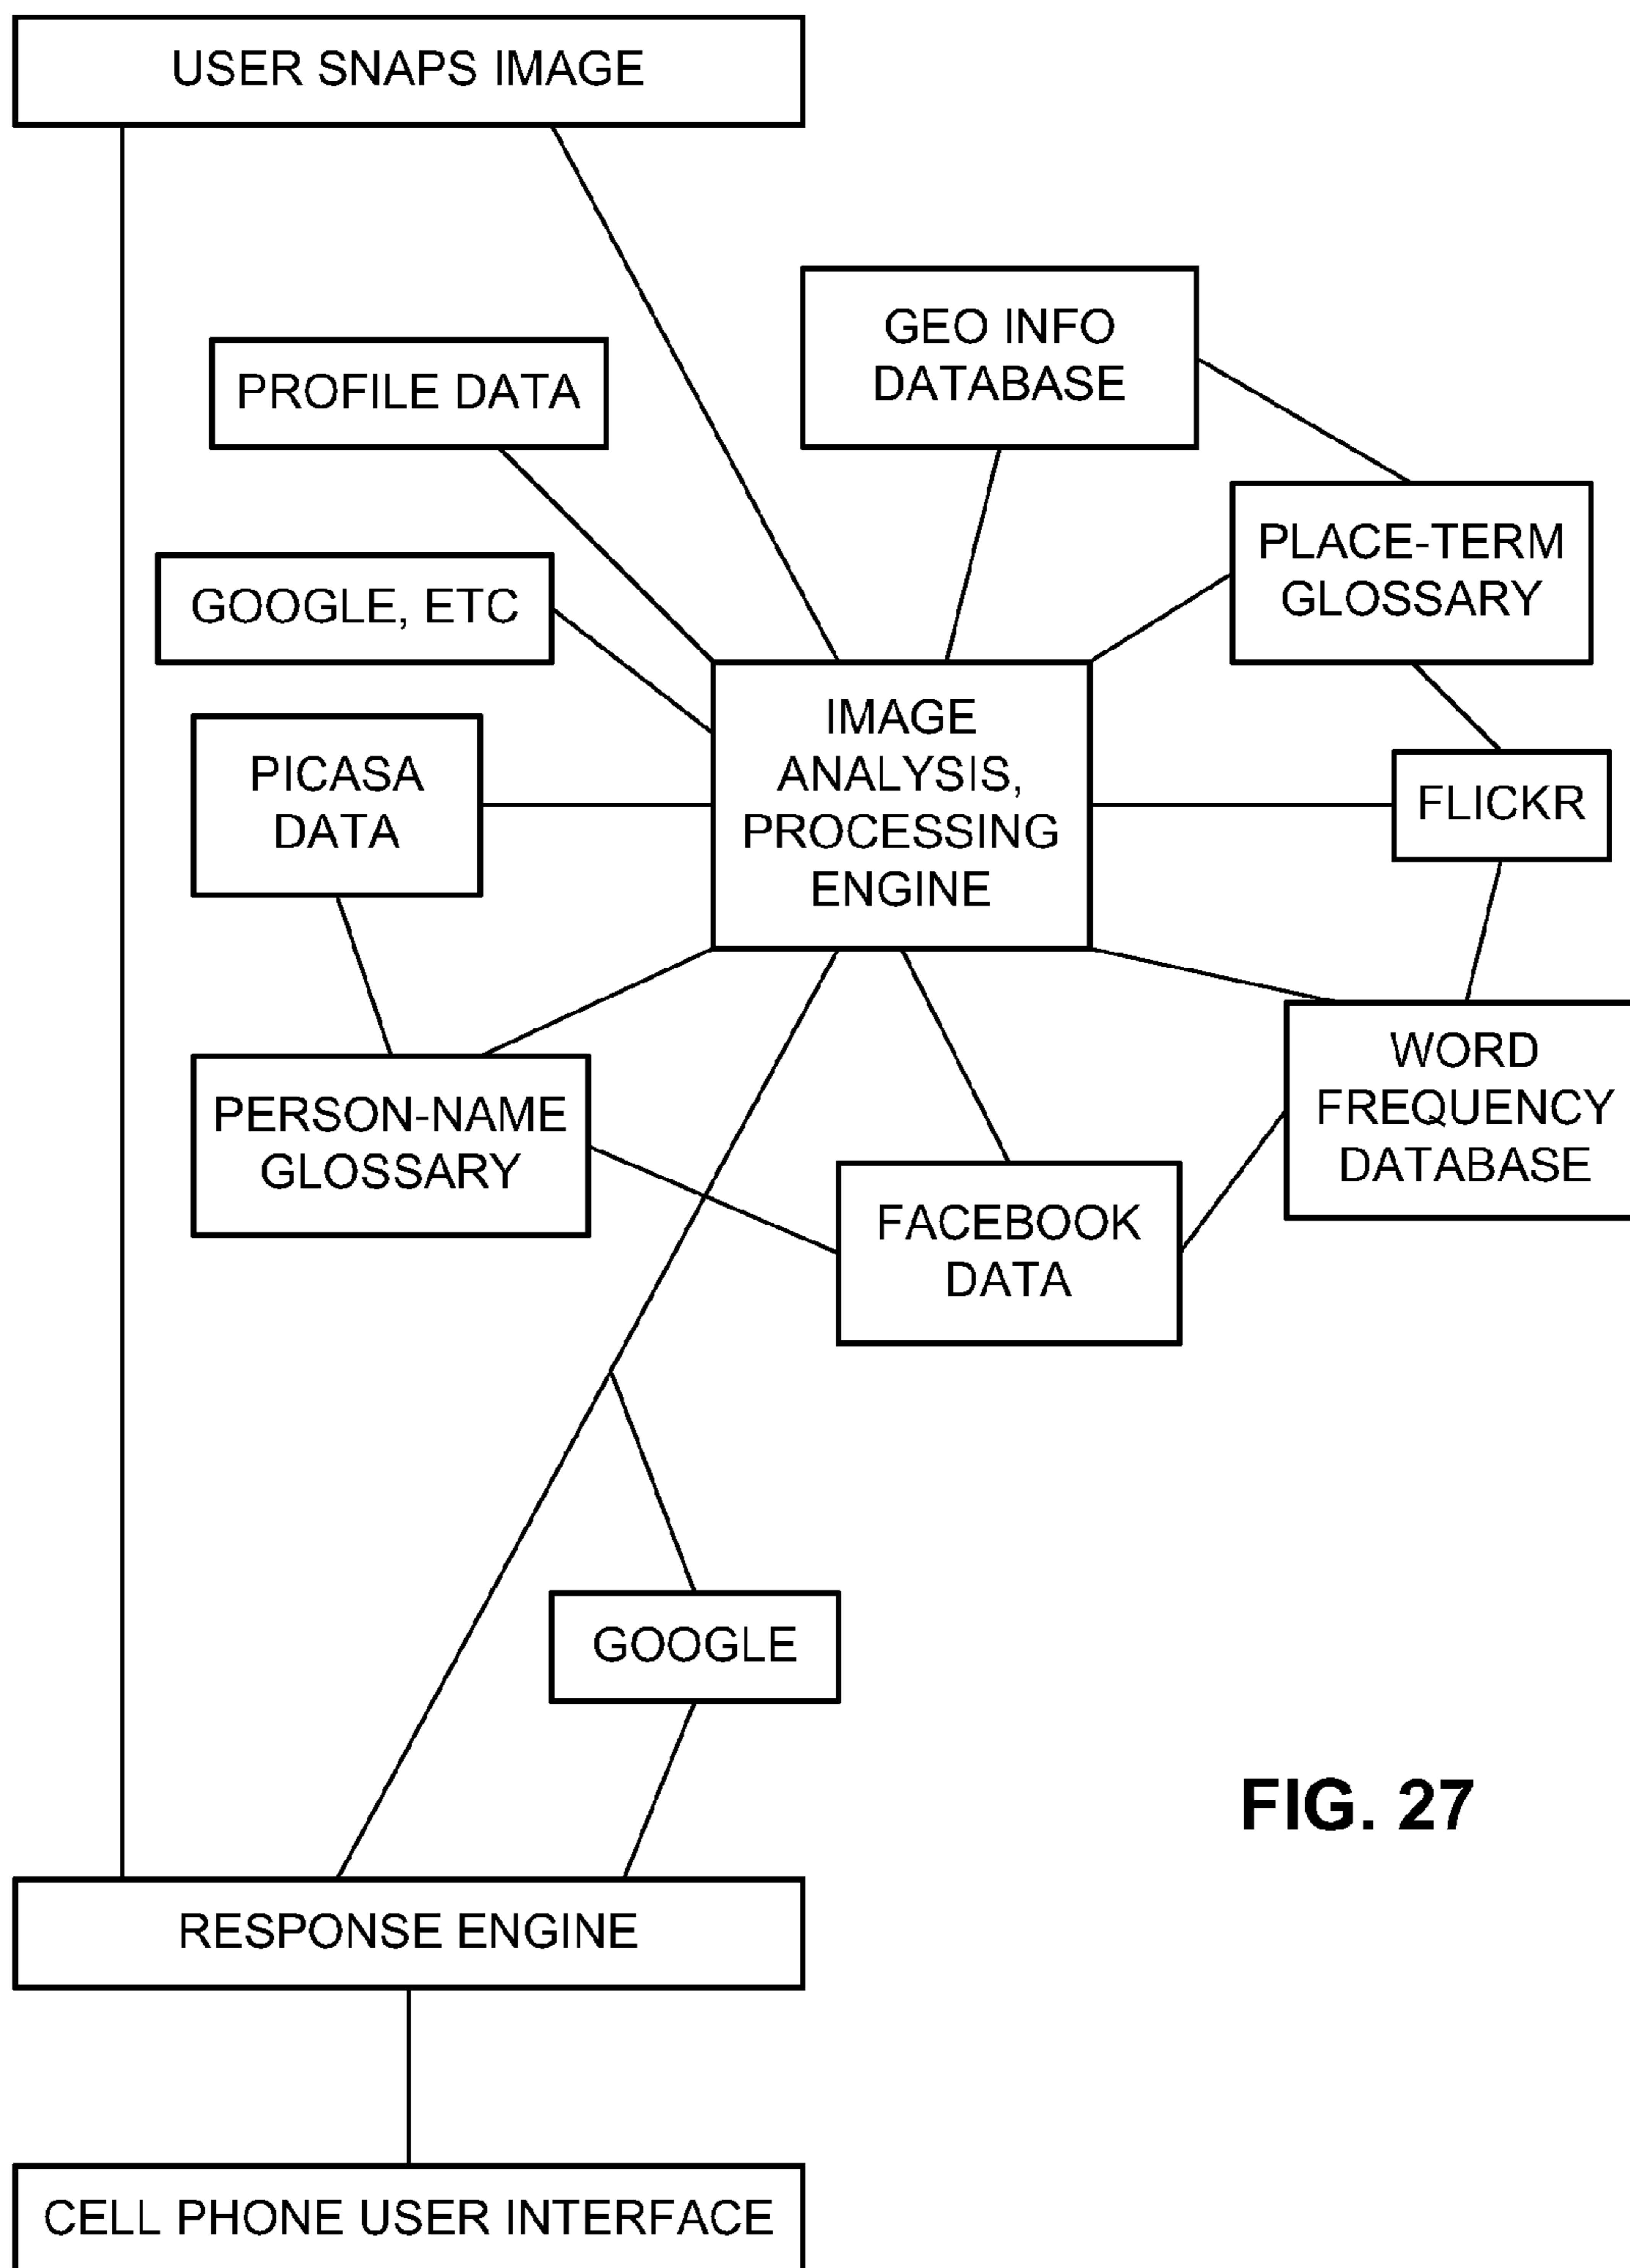 USER SNAPS IMAGE
GEO INFO
DATABASE
PROFILE DATA
PLACE-TERM
GLOSSARY
GOOGLE, ETC
IMAGE
ANALYSIS,
PROCESSING
ENGINE
PICASA
DATA
FLICKR
WORD
FREQUENCY
DATABASE
PERSON-NAME
GLOSSARY
FACEBOOK
DATA
GOOGLE
FIG. 27
RESPONSE ENGINE
CELL PHONE USER INTERFACE